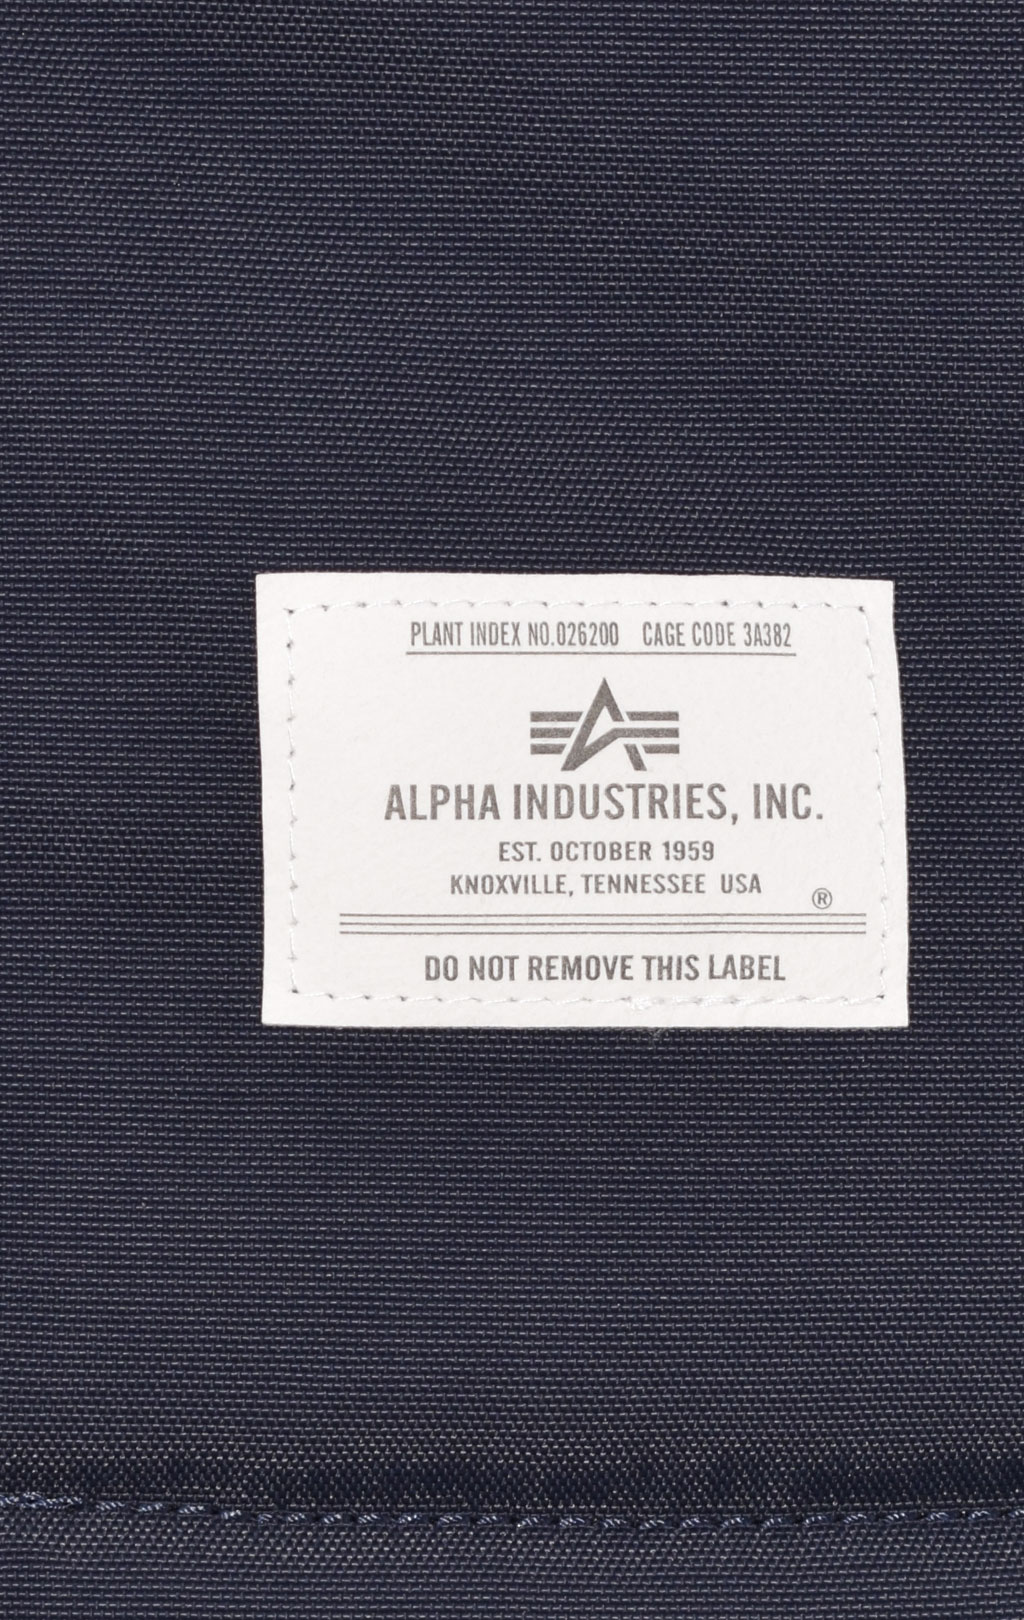 PLANT INDEX NO.026200 CAGE CODE 3A382
ALPHA INDUSTRIES, INC.
EST. OCTOBER 1959
KNOXVILLE, TENNESSEE USA
®
DO NOT REMOVE THIS LABEL